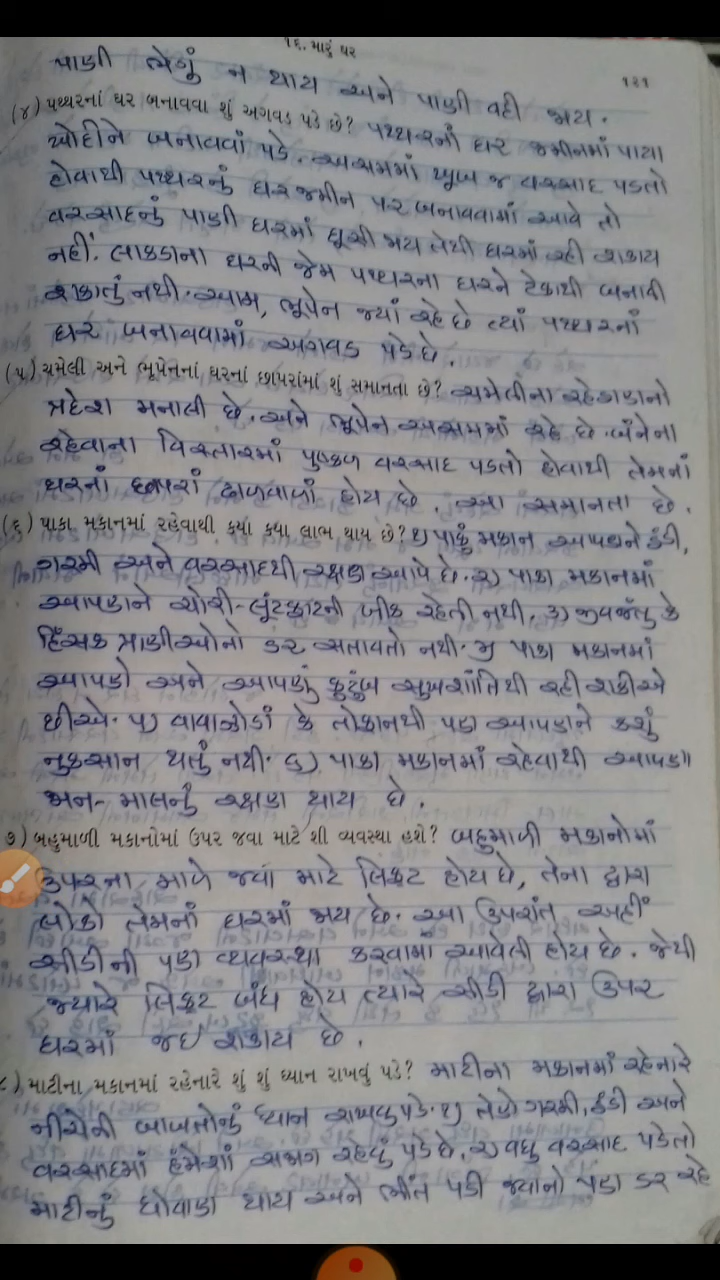 ૧૬. મારું ઘર
૧૨૧
પાણી ભેગું ન થાય અને પાણી વહી જાય.
(૪) પથ્થરનાં ઘર બનાવવા શું અગવડ પડે છે? પથ્થરનાં ઘર જમીનમાં પાયા
ખોદીને બનાવવાં પડે. અસમમાં ખૂબ જ વરસાદ પડતો
હોવાથી પથ્થરનું ઘર જમીન પર બનાવવામાં આવે તો
વરસાદનું પાણી ઘરમાં ઘૂસી જાય તેથી ઘરમાં રહી શકાય
નહીં. લાકડાના ઘરની જેમ પથ્થરના ઘરને ટેકાથી બનાવી
શકાતું નથી. આમ, ભૂપેન જ્યાં રહે છે ત્યાં પથ્થરનાં
ઘર બનાવવામાં અગવડ પડે છે.
(૫) ચમેલી અને ભૂપેનનાં ઘરનાં છાપરાંમાં શું સમાનતા છે? ચમેલીના રહેઠાણનો
પ્રદેશ મનાલી છે. અને ભૂપેન અસમમાં રહે છે. બંનેના
રહેવાના વિસ્તારમાં પુષ્કળ વરસાદ પડતો હોવાથી તેમનાં
ઘરનાં છાપરાં ઢાળવાળાં હોય છે. આ સમાનતા છે.
(૬) પાકા મકાનમાં રહેવાથી કયા કયા લાભ થાય છે? ૧) પાકું મકાન આપણને ઠંડી,
ગરમી અને વરસાદથી રક્ષણ આપે છે. ૨) પાકા મકાનમાં
આપણને ચોરી-લૂંટફાટની બીક રહેતી નથી. ૩) જીવજંતુ કે
હિંસક પ્રાણીઓનો ડર સતાવતો નથી. ૪) પાકા મકાનમાં
આપણે અને આપણું કુટુંબ સુખશાંતિથી રહી શકીએ
છીએ. ૫) વાવાઝોડાં કે તોફાનથી પણ આપણને કશું
નુકસાન થતું નથી. ૬) પાકા મકાનમાં રહેવાથી આપણા
જાન-માલનું રક્ષણ થાય છે.
૭) બહુમાળી મકાનોમાં ઉપર જવા માટે શી વ્યવસ્થા હશે? બહુમાળી મકાનોમાં
ઉપરના માળે જવા માટે લિફ્ટ હોય છે, તેના દ્વારા
લોકો તેમનાં ઘરમાં જાય છે. આ ઉપરાંત અહીં
સીડીની પણ વ્યવસ્થા કરવામાં આવેલી હોય છે. જેથી
જ્યારે લિફ્ટ બંધ હોય ત્યારે સીડી દ્વારા ઉપર
ઘરમાં જઇ શકાય છે.
૮) માટીના મકાનમાં રહેનારે શું શું ધ્યાન રાખવું પડે? માટીના મકાનમાં રહેનારે
નીચેની બાબતોનું ધ્યાન રાખવું પડે. ૧) તેણે ગરમી, ઠંડી અને
વરસાદમાં હંમેશાં સજાગ રહેવું પડે છે. ૨) વધુ વરસાદ પડે તો
માટીનું ધોવાણ થાય અને ભીંત પડી જવાનો પણ ડર રહે